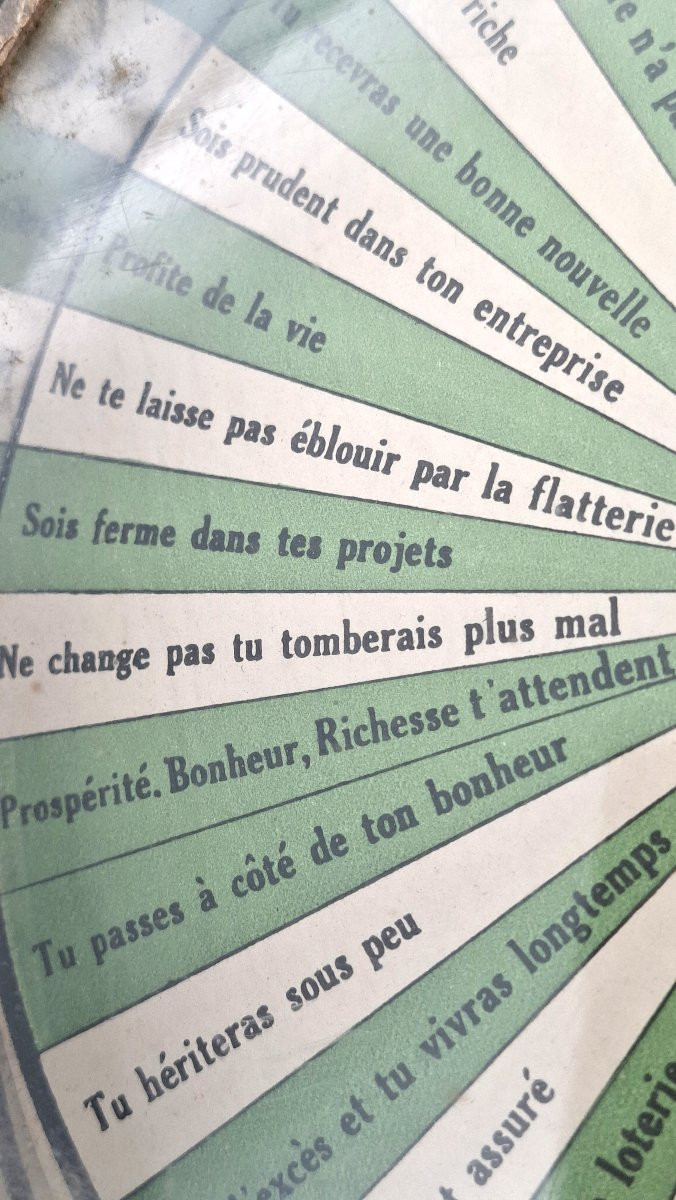 n'a
riche
Tu recevras une bonne nouvelle
Sois prudent dans ton entreprise
Profite de la vie
Ne te laisse pas éblouir par la flatterie
Sois ferme dans tes projets
Ne change pas tu tomberais plus mal
Prospérité. Bonheur, Richesse t'attendent
Tu passes à côté de ton bonheur
Tu hériteras sous peu
d'excès et tu vivras longtemps
assuré
loterie